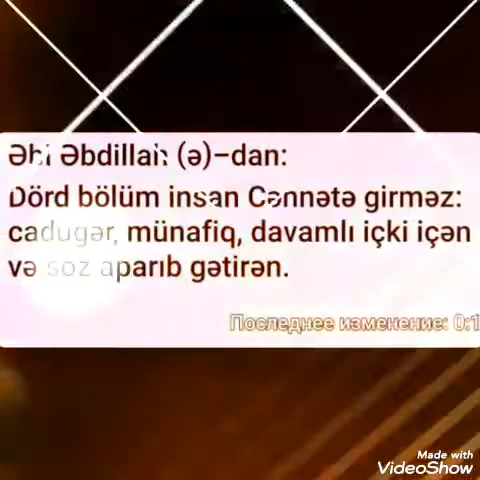 Əbi Əbdillah (ə)–dan:
Dörd bölüm insan Cənnətə girməz:
cadugər, münafiq, davamlı içki içən
və söz aparıb gətirən.
Последнее изменение: 0:1
Made with
VideoShow